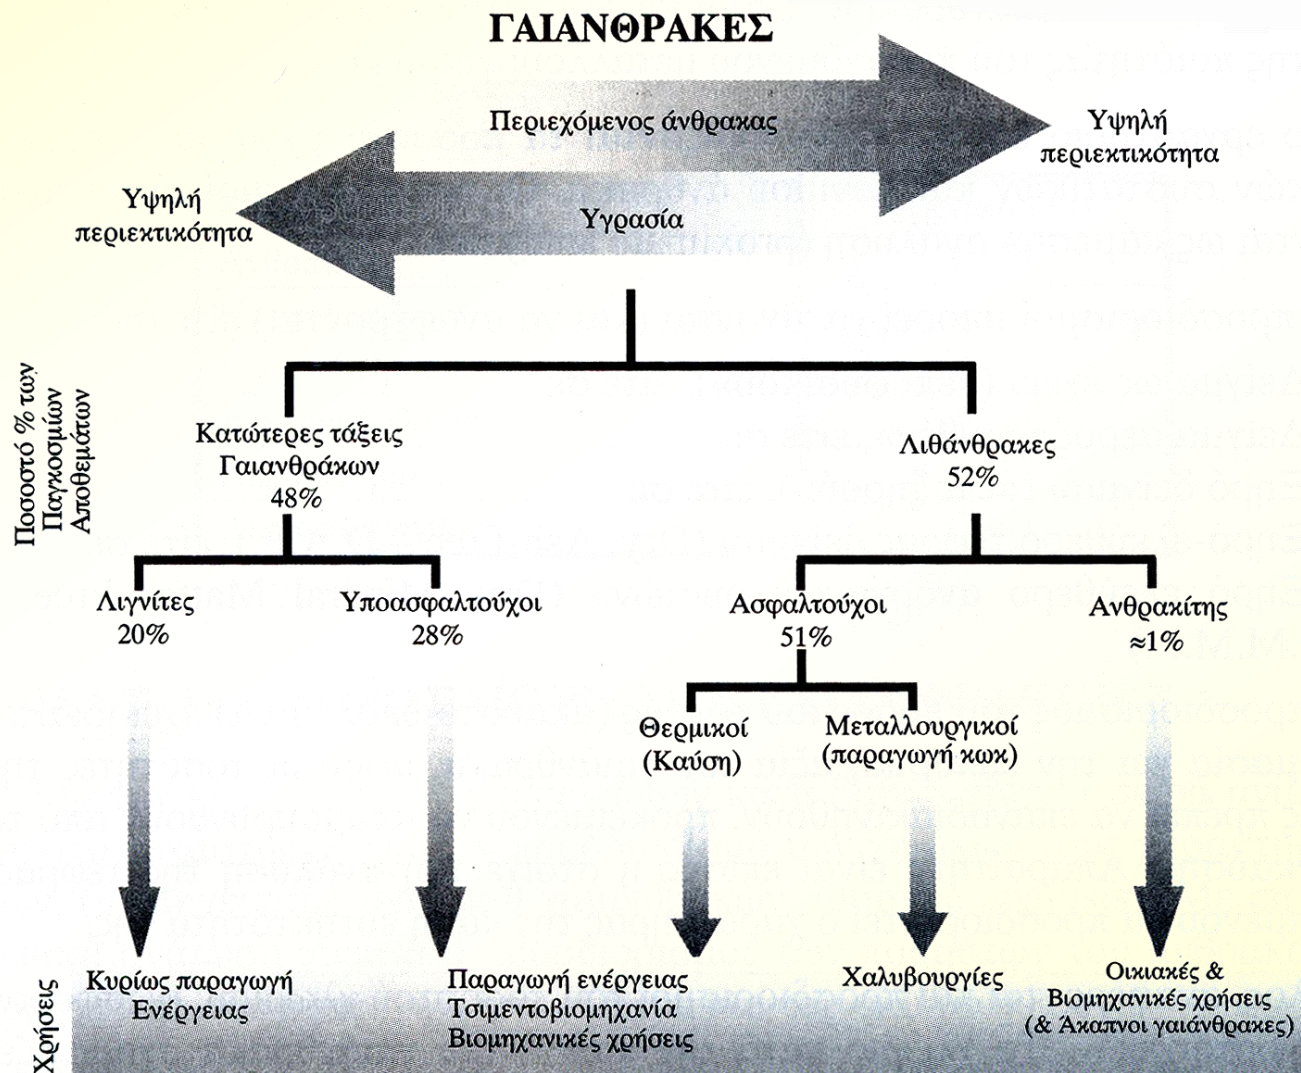 ΓΑΙΑΝΘΡΑΚΕΣ
Περιεχόμενος άνθρακας
Υψηλή
περιεκτικότητα
Υψηλή
περιεκτικότητα
Υγρασία
Ποσοστό % των
Παγκοσμίων
Αποθεμάτων
Κατώτερες τάξεις
Γαιανθράκων
48%
Λιθάνθρακες
52%
Λιγνίτες
20%
Υποασφαλτούχοι
28%
Ασφαλτούχοι
51%
Ανθρακίτης
≈1%
Θερμικοί
(Καύση)
Μεταλλουργικοί
(παραγωγή κωκ)
Χρήσεις
Κυρίως παραγωγή
Ενέργειας
Παραγωγή ενέργειας
Τσιμεντοβιομηχανία
Βιομηχανικές χρήσεις
Χαλυβουργίες
Οικιακές &
Βιομηχανικές χρήσεις
(& Άκαπνοι γαιάνθρακες)